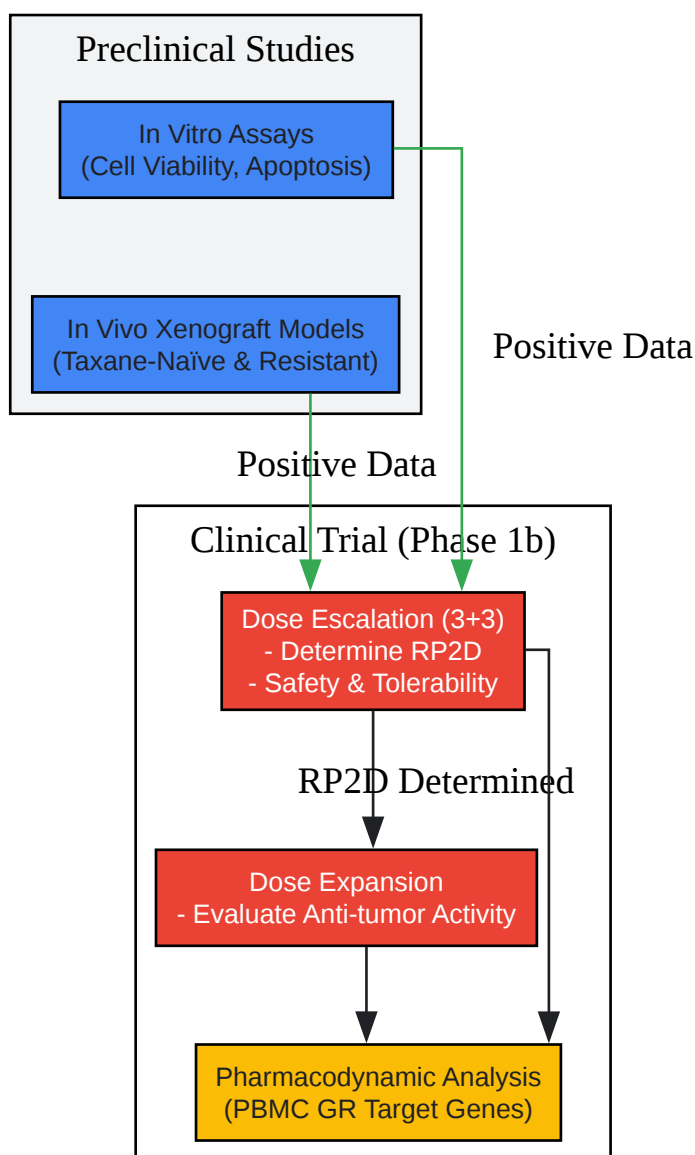 Preclinical Studies
In Vitro Assays
(Cell Viability, Apoptosis)
In Vivo Xenograft Models
(Taxane-Naïve & Resistant)
Positive Data
Positive Data
Clinical Trial (Phase 1b)
Dose Escalation (3+3)
- Determine RP2D
- Safety & Tolerability
RP2D Determined
Dose Expansion
- Evaluate Anti-tumor Activity
Pharmacodynamic Analysis
(PBMC GR Target Genes)